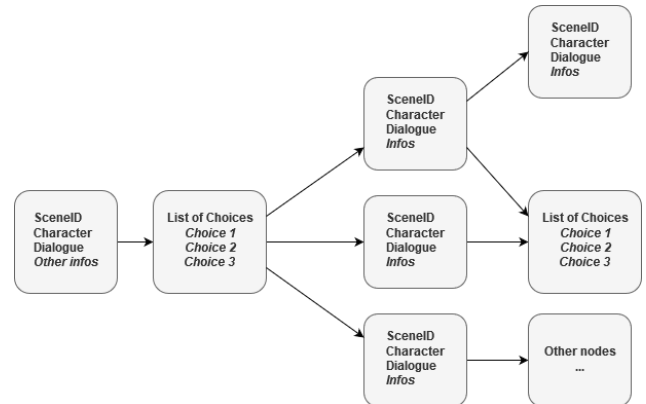 SceneID
Character
Dialogue
Other infos
List of Choices
Choice 1
Choice 2
Choice 3
SceneID
Character
Dialogue
Infos
SceneID
Character
Dialogue
Infos
SceneID
Character
Dialogue
Infos
SceneID
Character
Dialogue
Infos
List of Choices
Choice 1
Choice 2
Choice 3
Other nodes
...